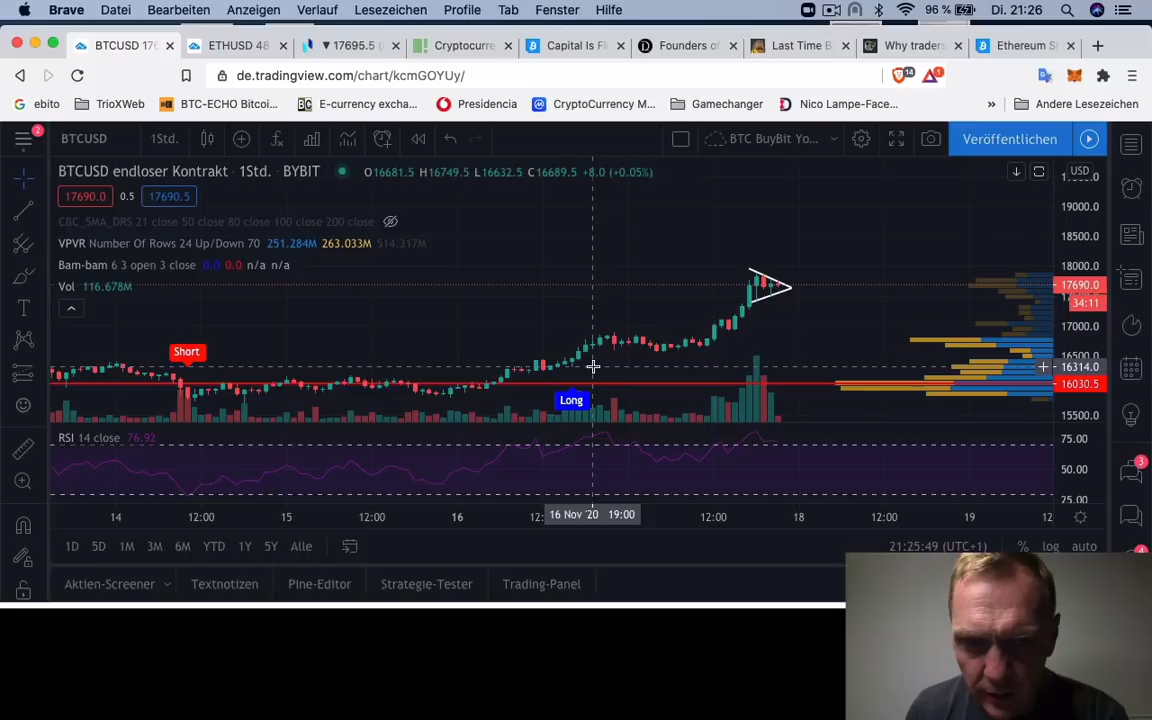 Brave Datei Bearbeiten Anzeigen Verlauf Lesezeichen Profile Tab Fenster Hilfe 96 % Di. 21:26
BTCUSD 17 ETHUSD 48 ▼ 17695.5 ( Cryptocurre Capital Is Fl Founders of Last Time B Why traders Ethereum S
de.tradingview.com/chart/kcmGOYUy/ 14 1
ebito TrioXWeb BTC-ECHO Bitcoi... E-currency excha... Presidencia CryptoCurrency M... Gamechanger Nico Lampe-Face... » Andere Lesezeichen
2 BTCUSD 1Std. BTC BuyBit Yo... Veröffentlichen
BTCUSD endloser Kontrakt · 1Std. · BYBIT O16681.5 H16749.5 L16632.5 C16689.5 +8.0 (+0.05%) USD
17690.0 0.5 17690.5
CBC_5MA_DRS 21 close 50 close 80 close 100 close 200 close
VPVR Number Of Rows 24 Up/Down 70 251.284M 263.033M 514.317M
Bam-bam 6 3 open 3 close 0.0 0.0 n/a n/a
Vol 116.678M
19000.0
18500.0
18000.0
17690.0
34:11
17000.0
16500.0
16314.0
16030.5
15500.0
Short
Long
RSI 14 close 76.92
75.00
50.00
25.00
14 12:00 15 12:00 16 12: 16 Nov '20 19:00 12:00 18 12:00 19 12
1D 5D 1M 3M 6M YTD 1Y 5Y Alle 21:25:49 (UTC+1) % log auto
Aktien-Screener Textnotizen Pine-Editor Strategie-Tester Trading-Panel
3